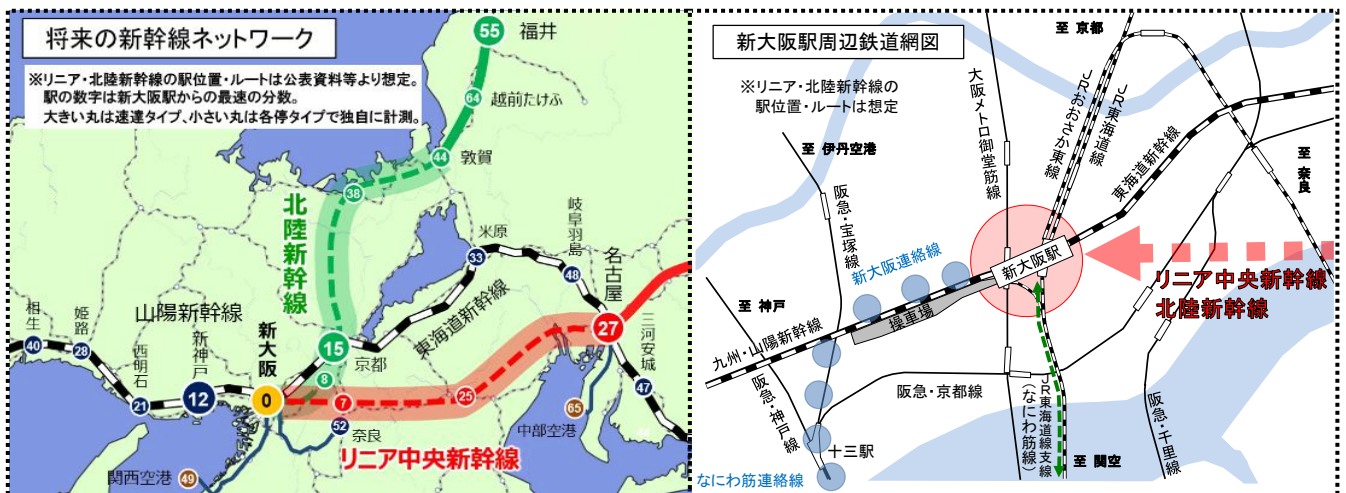 将来の新幹線ネットワーク
※リニア・北陸新幹線の駅位置・ルートは公表資料等より想定。
駅の数字は新大阪駅からの最速の分数。
大きい丸は速達タイプ、小さい丸は各停タイプで独自に計測。
55
福井
64
越前たけふ
44
敦賀
38
北陸新幹線
米原
33
岐阜羽島
48
名古屋
27
三河安城
47
東海道新幹線
京都
15
8
新大阪
0
山陽新幹線
新神戸
12
西明石
21
姫路
28
相生
40
7
25
52
奈良
リニア中央新幹線
65
中部空港
関西空港
49
新大阪駅周辺鉄道網図
※リニア・北陸新幹線の
駅位置・ルートは想定
至 京都
大阪メトロ御堂筋線
JRおおさか東線
JR東海道線
東海道新幹線
至 奈良
至 伊丹空港
阪急・宝塚線
新大阪連絡線
新大阪駅
リニア中央新幹線
北陸新幹線
至 神戸
九州・山陽新幹線
操車場
阪急・神戸線
阪急・京都線
十三駅
なにわ筋連絡線
JR東海道線支線
（なにわ筋線）
至 関空
阪急・千里線